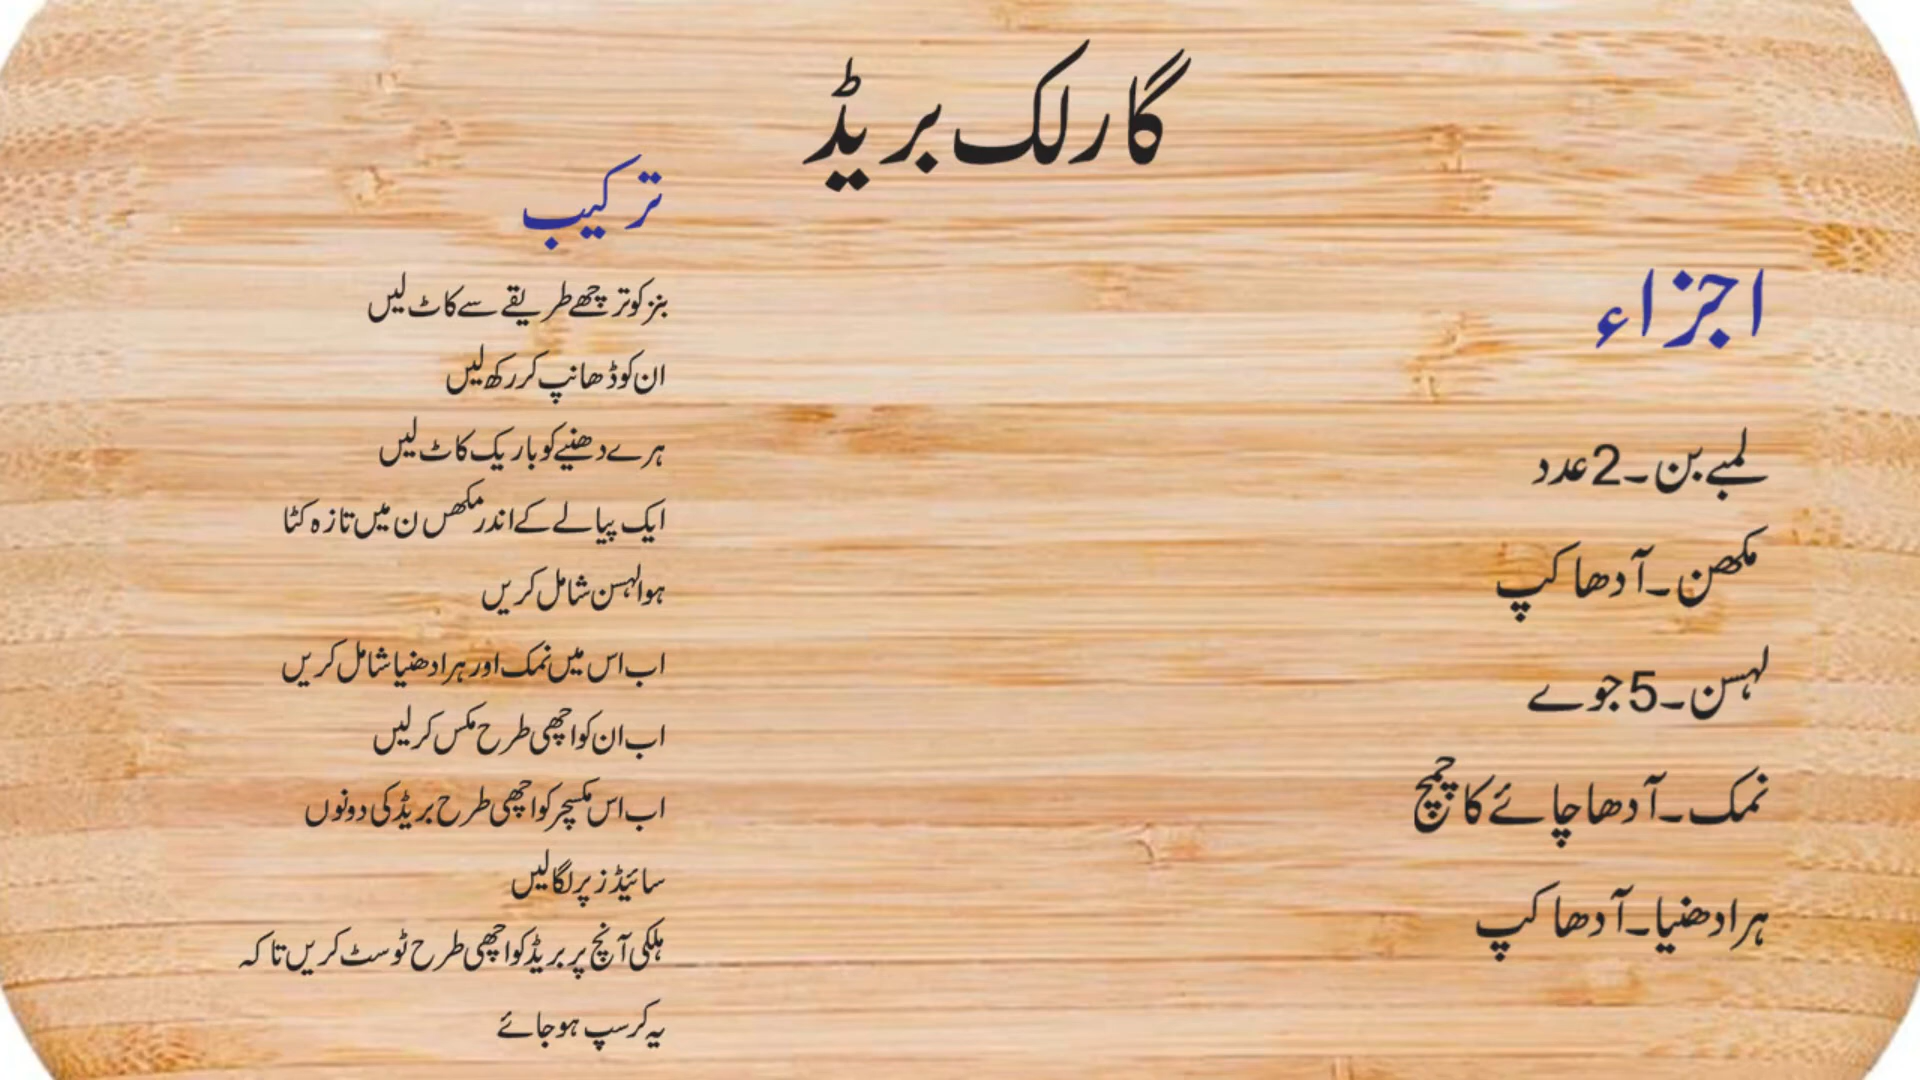 گارلک بریڈ
اجزاء
لمبے بن۔2 عدد
مکھن۔آدھا کپ
لہسن۔5 جوے
نمک۔آدھا چائے کا چمچ
ہرا دھنیا۔آدھا کپ
ترکیب
بنز کو ترچھے طریقے سے کاٹ لیں
ان کو ڈھانپ کر رکھ لیں
ہرے دھنیے کو باریک کاٹ لیں
ایک پیالے کے اندر مکھس ن میں تازہ کٹا
ہوا لہسن شامل کریں
اب اس میں نمک اور ہرا دھنیا شامل کریں
اب ان کو اچھی طرح مکس کر لیں
اب اس مکسچر کو اچھی طرح بریڈ کی دونوں
سائیڈز پر لگا لیں
ہلکی آنچ پر بریڈ کو اچھی طرح ٹوسٹ کریں تا کہ
یہ کرسپ ہو جائے